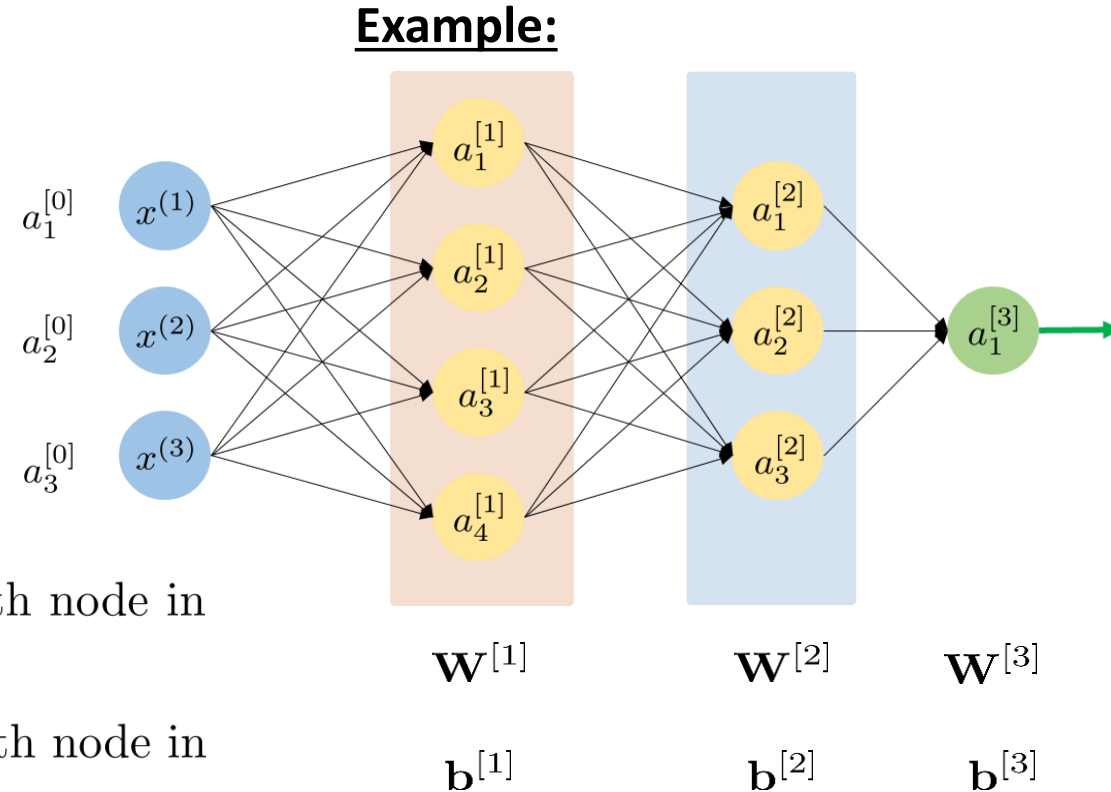 Example:
a_1^{[0]} x^{(1)} a_1^{[1]} a_1^{[2]}
a_2^{[0]} x^{(2)} a_2^{[1]} a_2^{[2]} a_1^{[3]}
a_3^{[0]} x^{(3)} a_3^{[1]} a_3^{[2]}
a_4^{[1]}
th node in
W^{[1]} W^{[2]} W^{[3]}
th node in
b^{[1]} b^{[2]} b^{[3]}